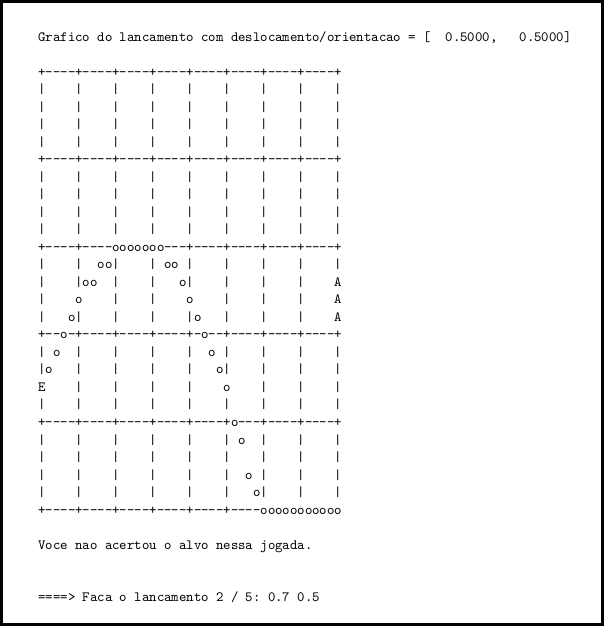 Grafico do lancamento com deslocamento/orientacao = [  0.5000,   0.5000]
+----+----+----+----+----+----+----+----+
|    |    |    |    |    |    |    |    |
|    |    |    |    |    |    |    |    |
|    |    |    |    |    |    |    |    |
|    |    |    |    |    |    |    |    |
+----+----+----+----+----+----+----+----+
|    |    |    |    |    |    |    |    |
|    |    |    |    |    |    |    |    |
|    |    |    |    |    |    |    |    |
|    |    |    |    |    |    |    |    |
+----+----ooooooo---+----+----+----+----+
|    |  oo|    | oo |    |    |    |    |
|    |oo  |    |   o|    |    |    |    A
|    o    |    |    o    |    |    |    A
|   o|    |    |    |o   |    |    |    A
+--o-+----+----+----+-o--+----+----+----+
| o  |    |    |    |  o |    |    |    |
|o   |    |    |    |   o|    |    |    |
E    |    |    |    |    o    |    |    |
|    |    |    |    |    |    |    |    |
+----+----+----+----+----+o---+----+----+
|    |    |    |    |    | o  |    |    |
|    |    |    |    |    |    |    |    |
|    |    |    |    |    |  o |    |    |
|    |    |    |    |    |   o|    |    |
+----+----+----+----+----+----ooooooooooo
Voce nao acertou o alvo nessa jogada.
====> Faca o lancamento 2 / 5: 0.7 0.5